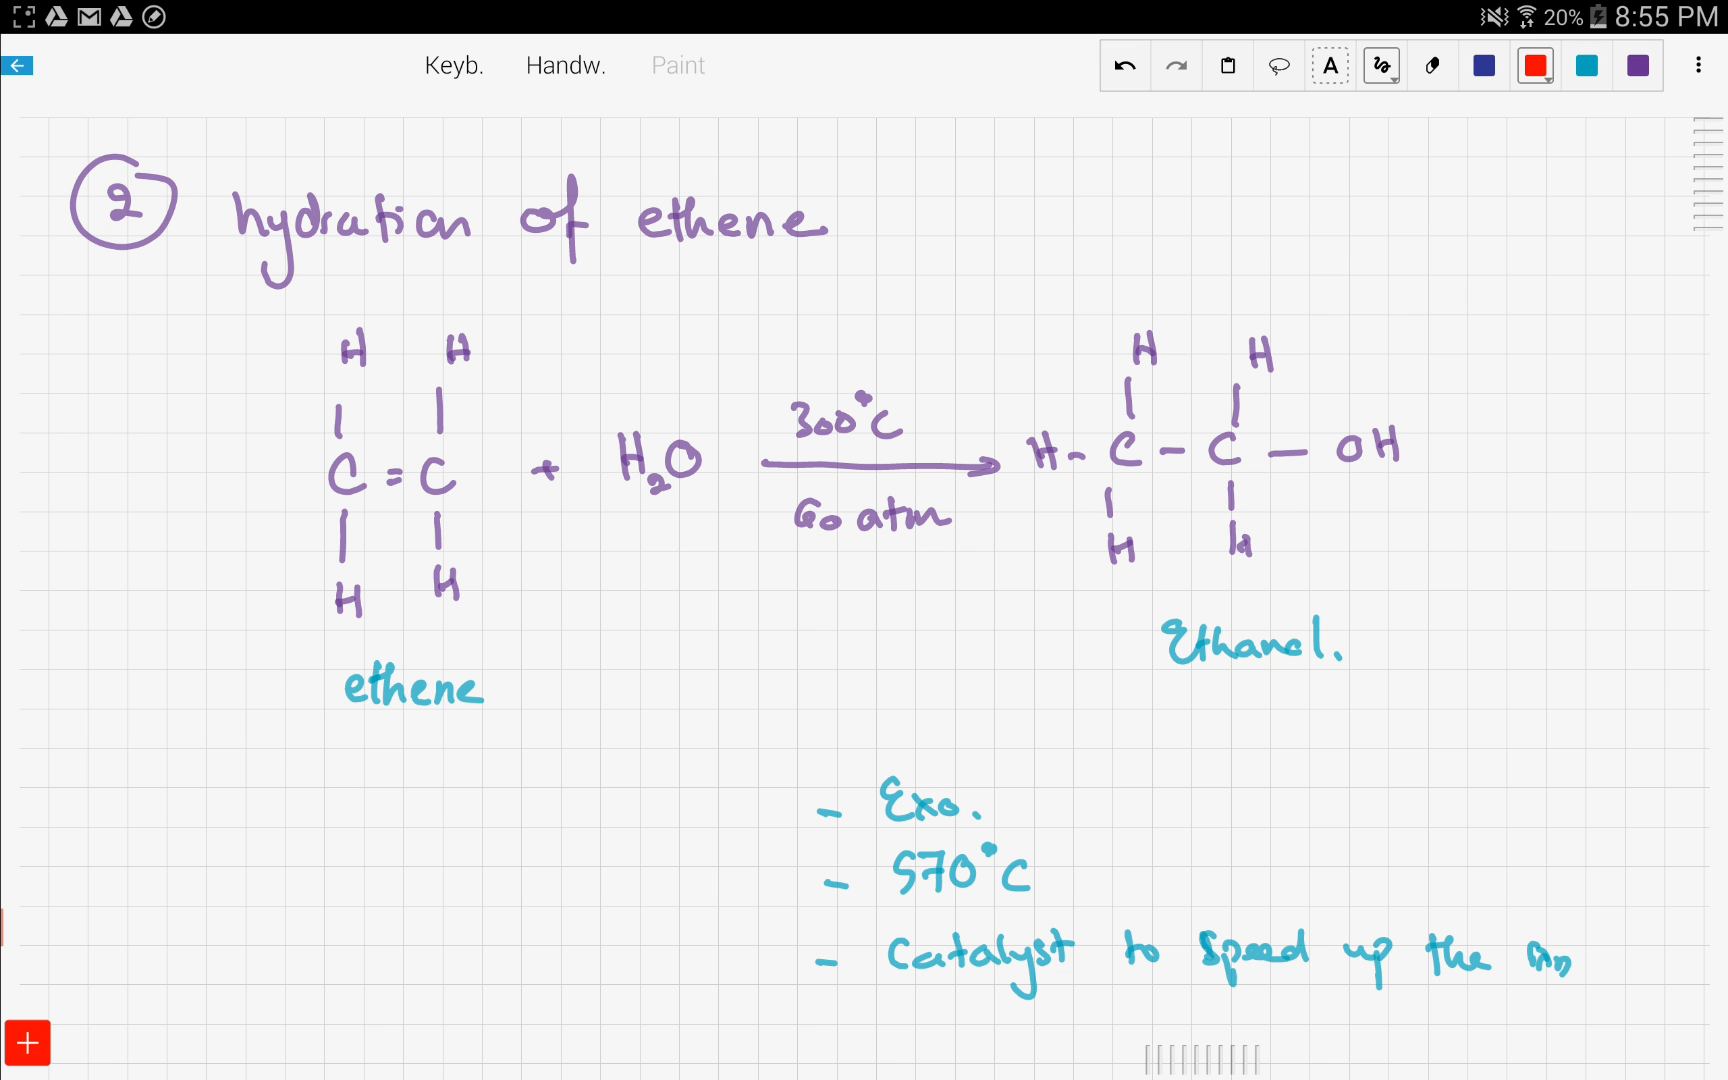 20% 8:55 PM
Keyb. Handw. Paint
A
2 hydration of ethene
H H
C = C + H2O 300°C 60 atm H - C - C - OH
H H
H H
H H
ethene
Ethanol.
- Exo.
- 570°C
- Catalyst to speed up the